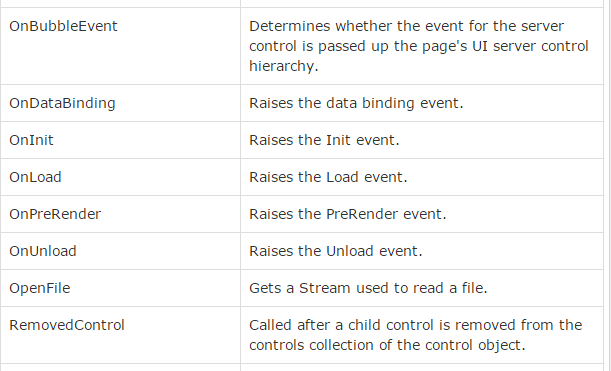 OnBubbleEvent
Determines whether the event for the server
control is passed up the page's UI server control
hierarchy.
OnDataBinding
Raises the data binding event.
OnInit
Raises the Init event.
OnLoad
Raises the Load event.
OnPreRender
Raises the PreRender event.
OnUnload
Raises the Unload event.
OpenFile
Gets a Stream used to read a file.
RemovedControl
Called after a child control is removed from the
controls collection of the control object.